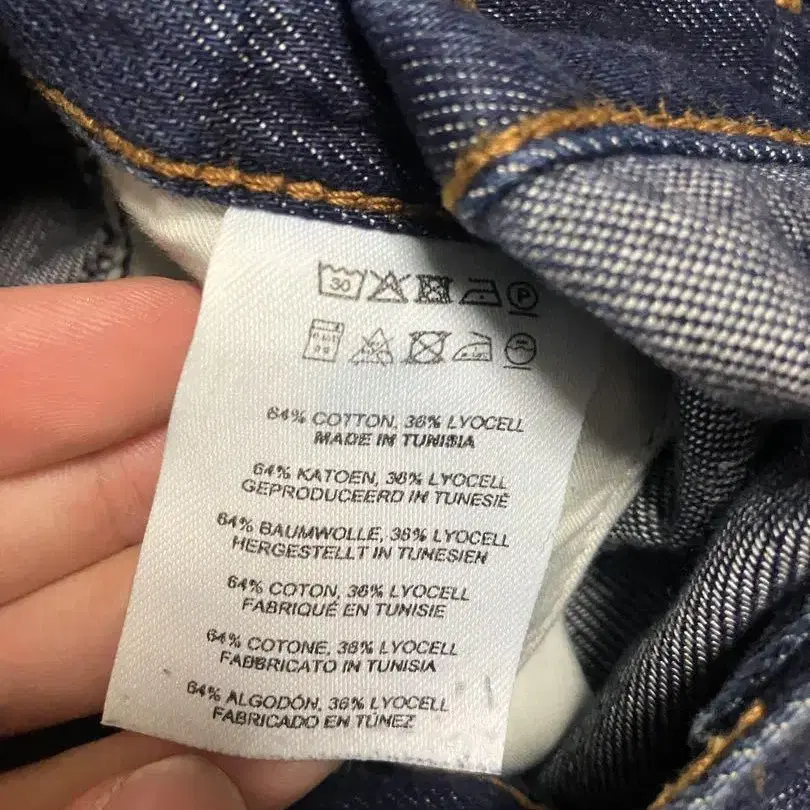 30 P
64% COTTON, 36% LYOCELL
MADE IN TUNISIA
64% KATOEN, 36% LYOCELL
GEPRODUCEERD IN TUNESIË
64% BAUMWOLLE, 36% LYOCELL
HERGESTELLT IN TUNESIEN
64% COTON, 36% LYOCELL
FABRIQUÉ EN TUNISIE
64% COTONE, 36% LYOCELL
FABBRICATO IN TUNISIA
64% ALGODÓN, 36% LYOCELL
FABRICADO EN TÚNEZ